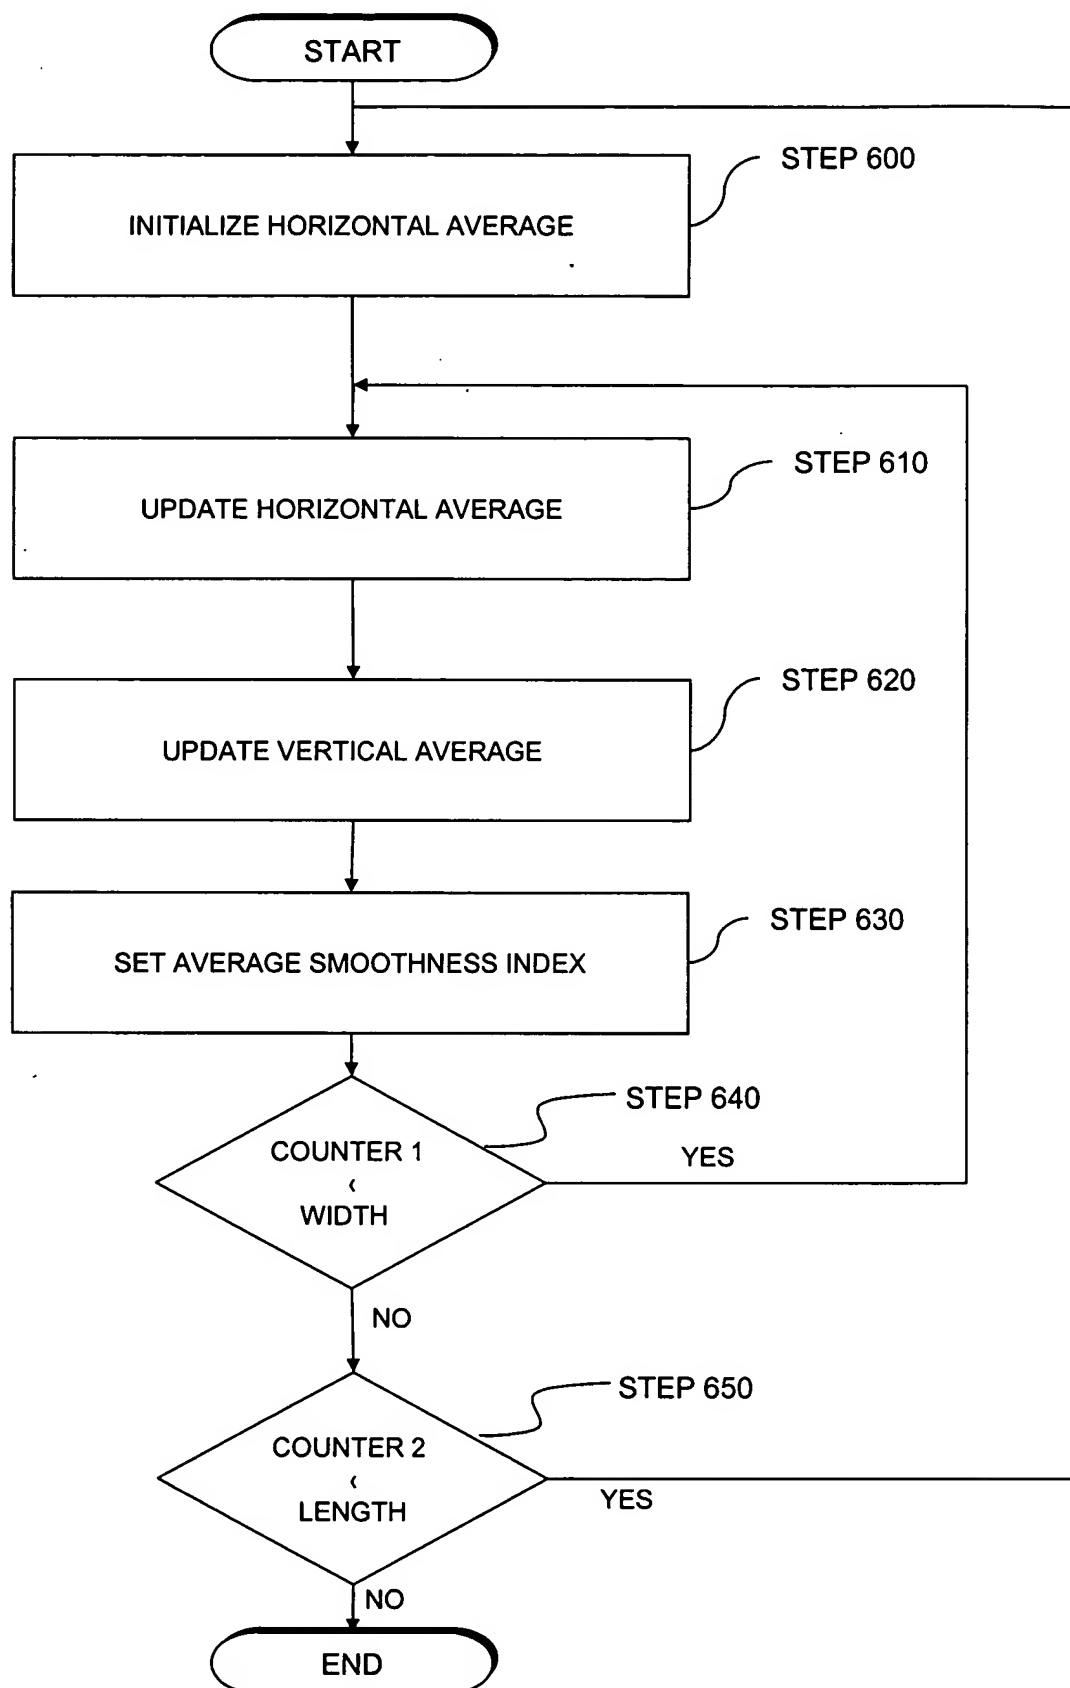 START
STEP 600
INITIALIZE HORIZONTAL AVERAGE
STEP 610
UPDATE HORIZONTAL AVERAGE
STEP 620
UPDATE VERTICAL AVERAGE
STEP 630
SET AVERAGE SMOOTHNESS INDEX
STEP 640
COUNTER 1
<
WIDTH
YES
NO
STEP 650
COUNTER 2
<
LENGTH
YES
NO
END